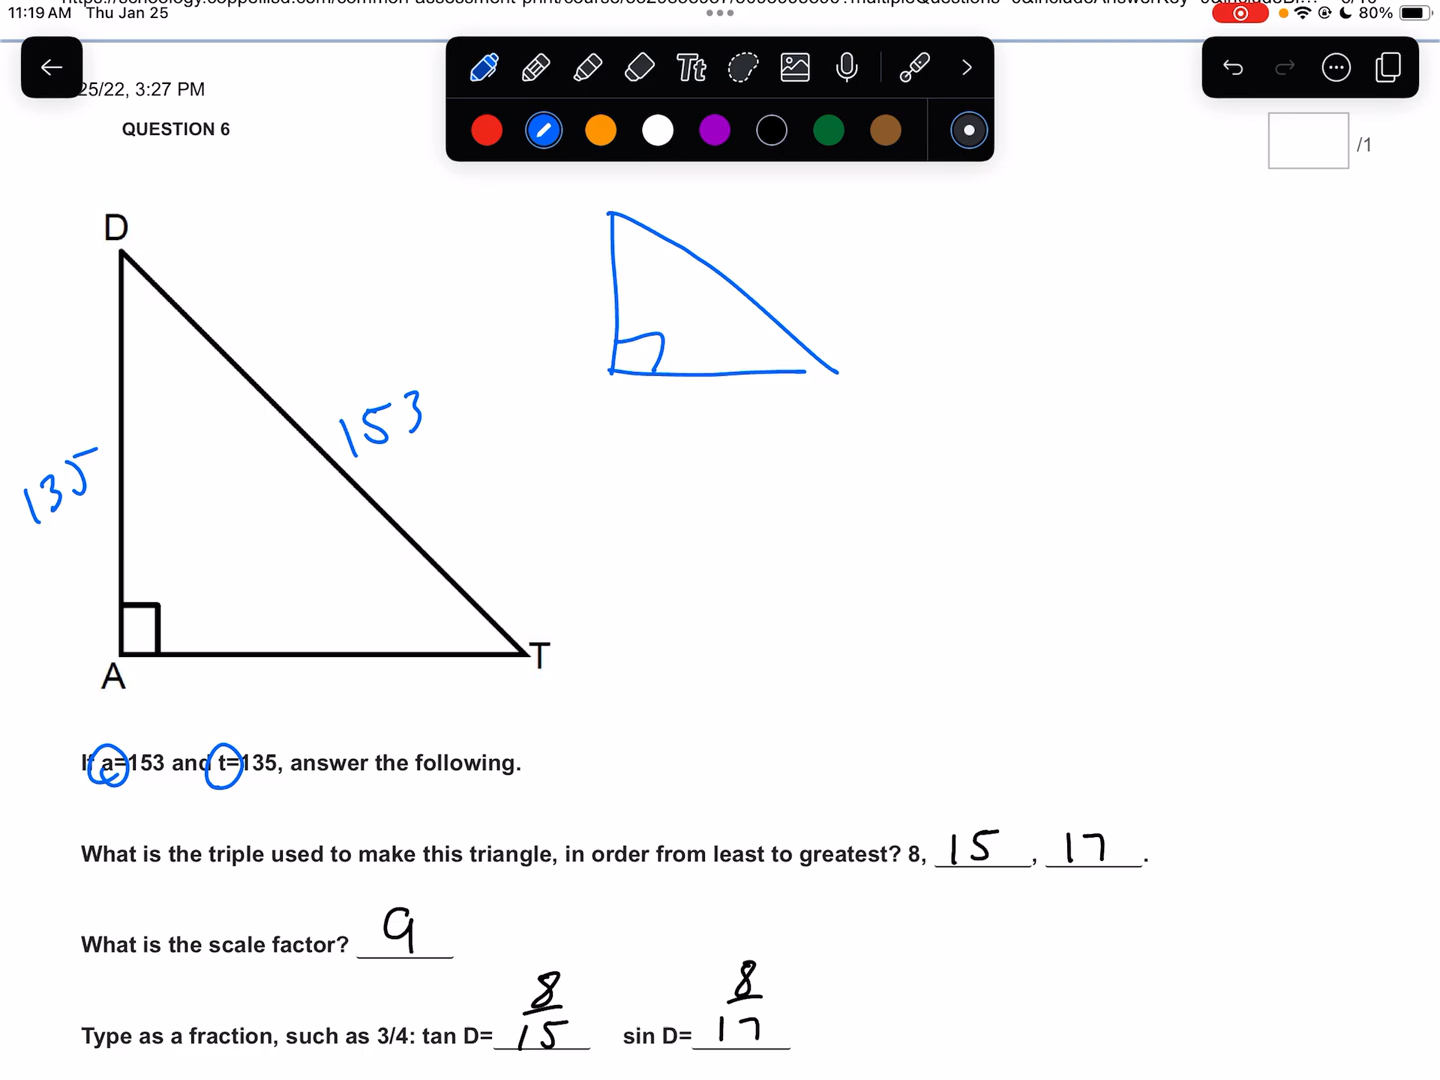 11:19 AM Thu Jan 25
80%
25/22, 3:27 PM
Tt
QUESTION 6
/1
D
153
135
A
T
If a=153 and t=135, answer the following.
What is the triple used to make this triangle, in order from least to greatest? 8, 15, 17.
What is the scale factor? 9
Type as a fraction, such as 3/4: tan D= 8/15 sin D= 8/17